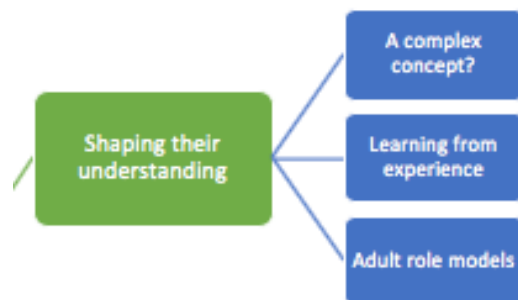 Shaping their
understanding
A complex
concept?
Learning from
experience
Adult role models